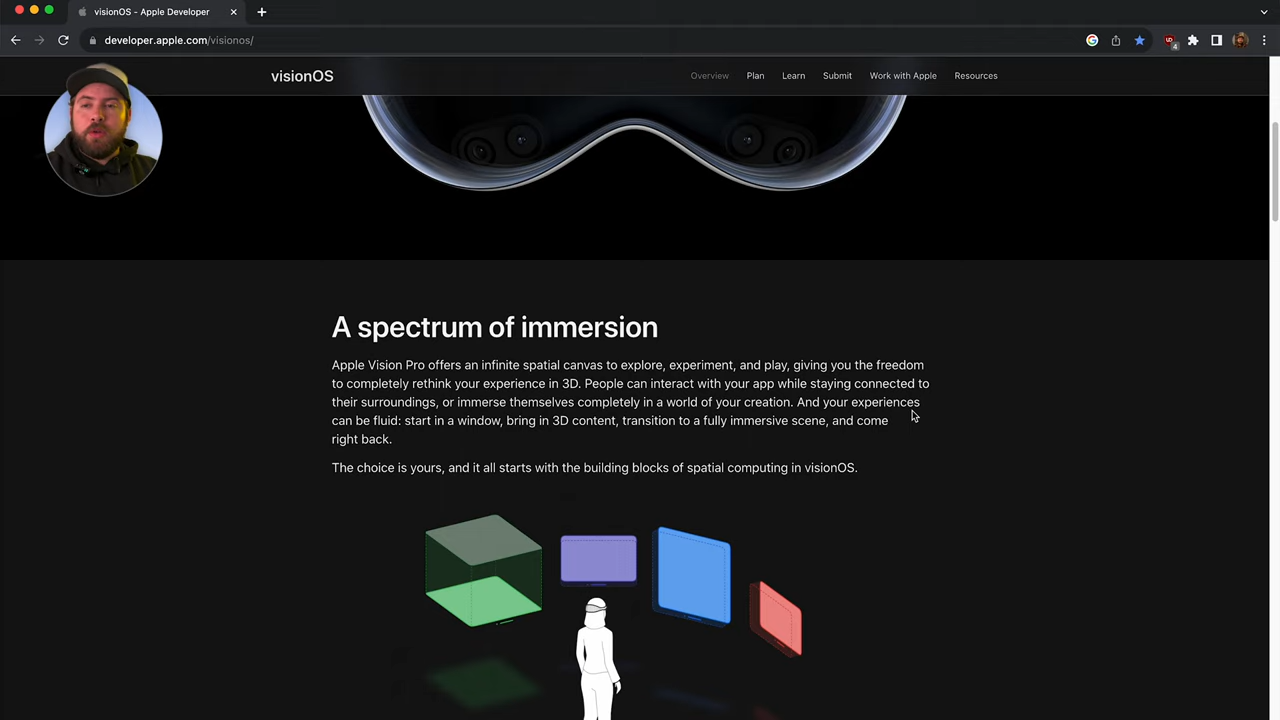 visionOS - Apple Developer
developer.apple.com/visionos/
4
visionOS
Overview
Plan
Learn
Submit
Work with Apple
Resources
A spectrum of immersion
Apple Vision Pro offers an infinite spatial canvas to explore, experiment, and play, giving you the freedom
to completely rethink your experience in 3D. People can interact with your app while staying connected to
their surroundings, or immerse themselves completely in a world of your creation. And your experiences
can be fluid: start in a window, bring in 3D content, transition to a fully immersive scene, and come
right back.
The choice is yours, and it all starts with the building blocks of spatial computing in visionOS.